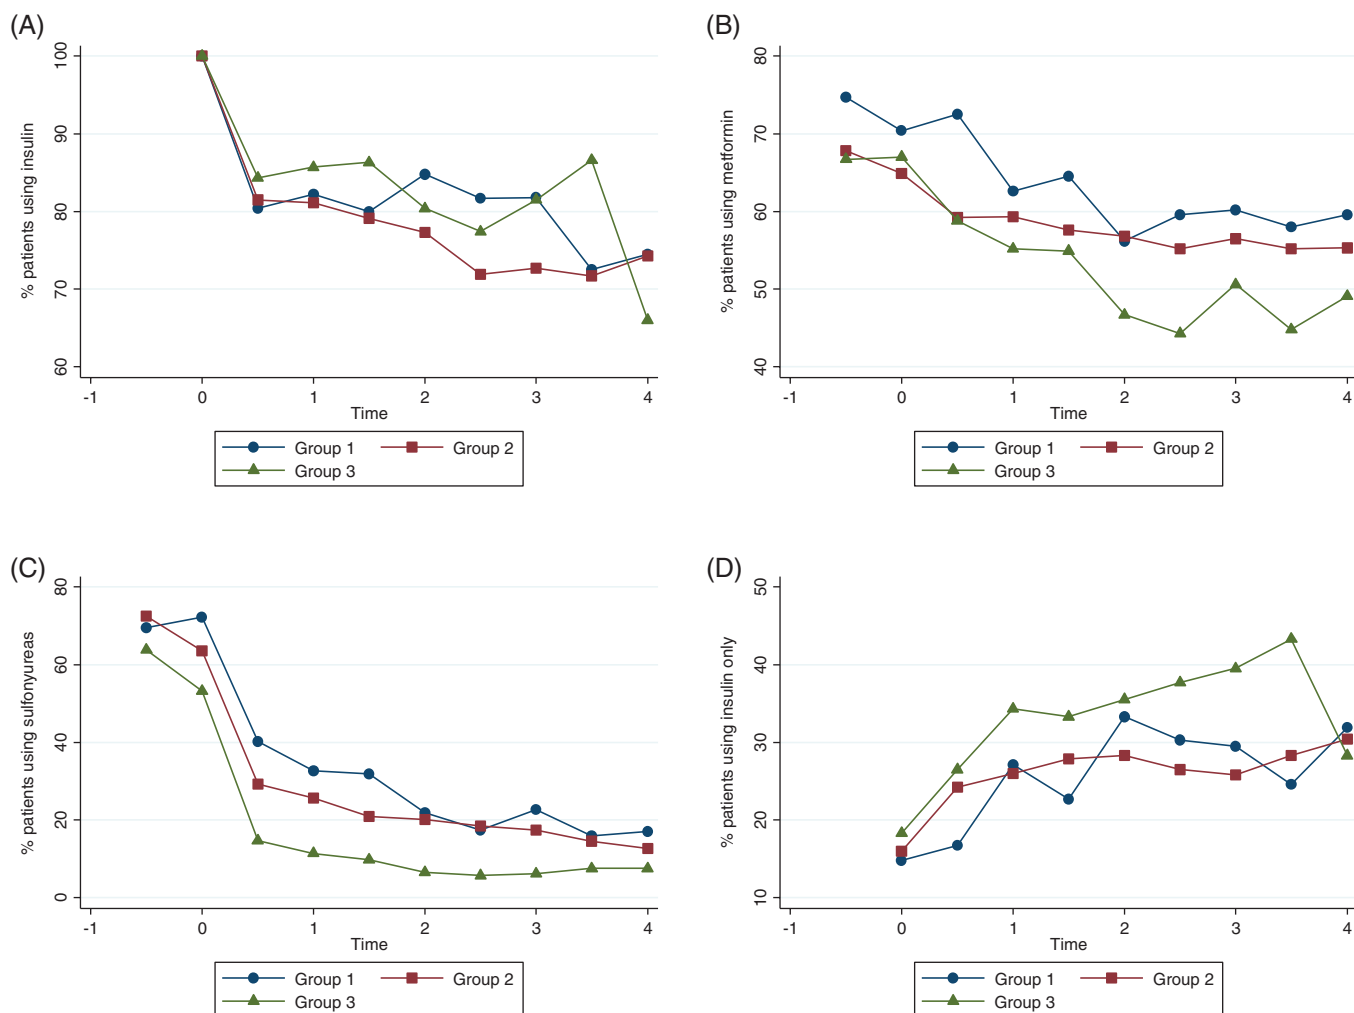 (A)
% patients using insulin
100
90
80
70
60
-1 0 1 2 3 4
Time
Group 1 Group 2
Group 3
(B)
% patients using metformin
80
70
60
50
40
-1 0 1 2 3 4
Time
Group 1 Group 2
Group 3
(C)
% patients using sulfonyureas
80
60
40
20
0
-1 0 1 2 3 4
Time
Group 1 Group 2
Group 3
(D)
% patients using insulin only
50
40
30
20
10
-1 0 1 2 3 4
Time
Group 1 Group 2
Group 3